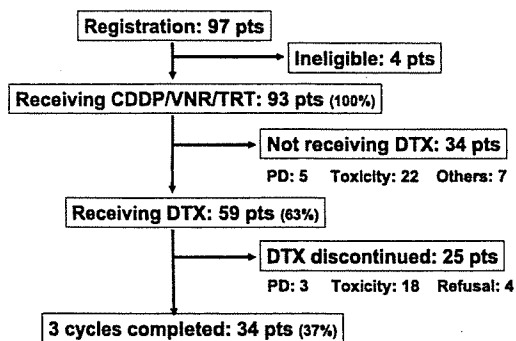 Registration: 97 pts
Ineligible: 4 pts
Receiving CDDP/VNR/TRT: 93 pts (100%)
Not receiving DTX: 34 pts
PD: 5 Toxicity: 22 Others: 7
Receiving DTX: 59 pts (63%)
DTX discontinued: 25 pts
PD: 3 Toxicity: 18 Refusal: 4
3 cycles completed: 34 pts (37%)